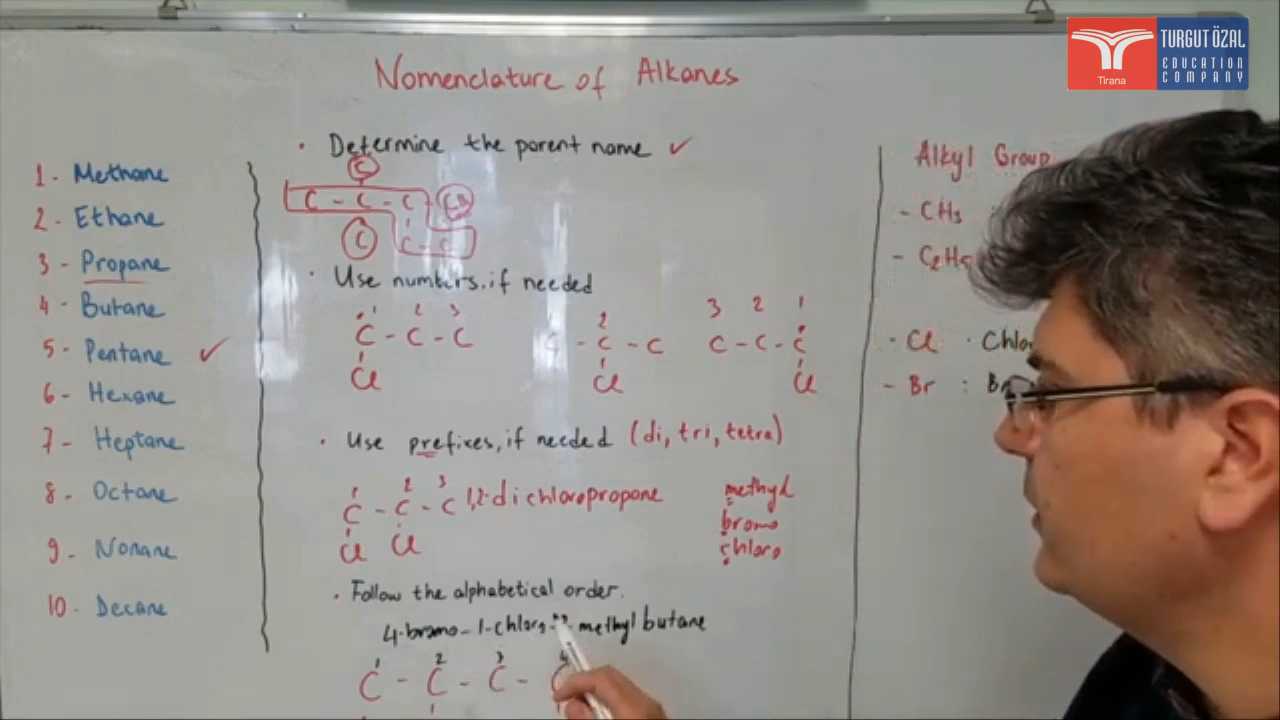 TURGUT ÖZAL
EDUCATION
COMPANY
Tirana
Nomenclature of Alkanes
1- Methane
2- Ethane
3- Propane
4- Butane
5- Pentane ✓
6- Hexane
7- Heptane
8- Octane
9- Nonane
10- Decane
• Determine the parent name ✓
C
C - C - C
C C - C
• Use numbers, if needed
1 2 3
C - C - C
Cl
2
C - C - C
Cl
3 2 1
C - C - C
Cl
• Use prefixes, if needed (di, tri, tetra)
1 2 3
C - C - C 1,2-dichloropropane
Cl Cl
methyl
bromo
chloro
• Follow the alphabetical order.
4-bromo-1-chloro methyl butane
1 2 3 4
C - C - C - C
Alkyl Group
- CH3
- C2H5
- Cl
- Br :